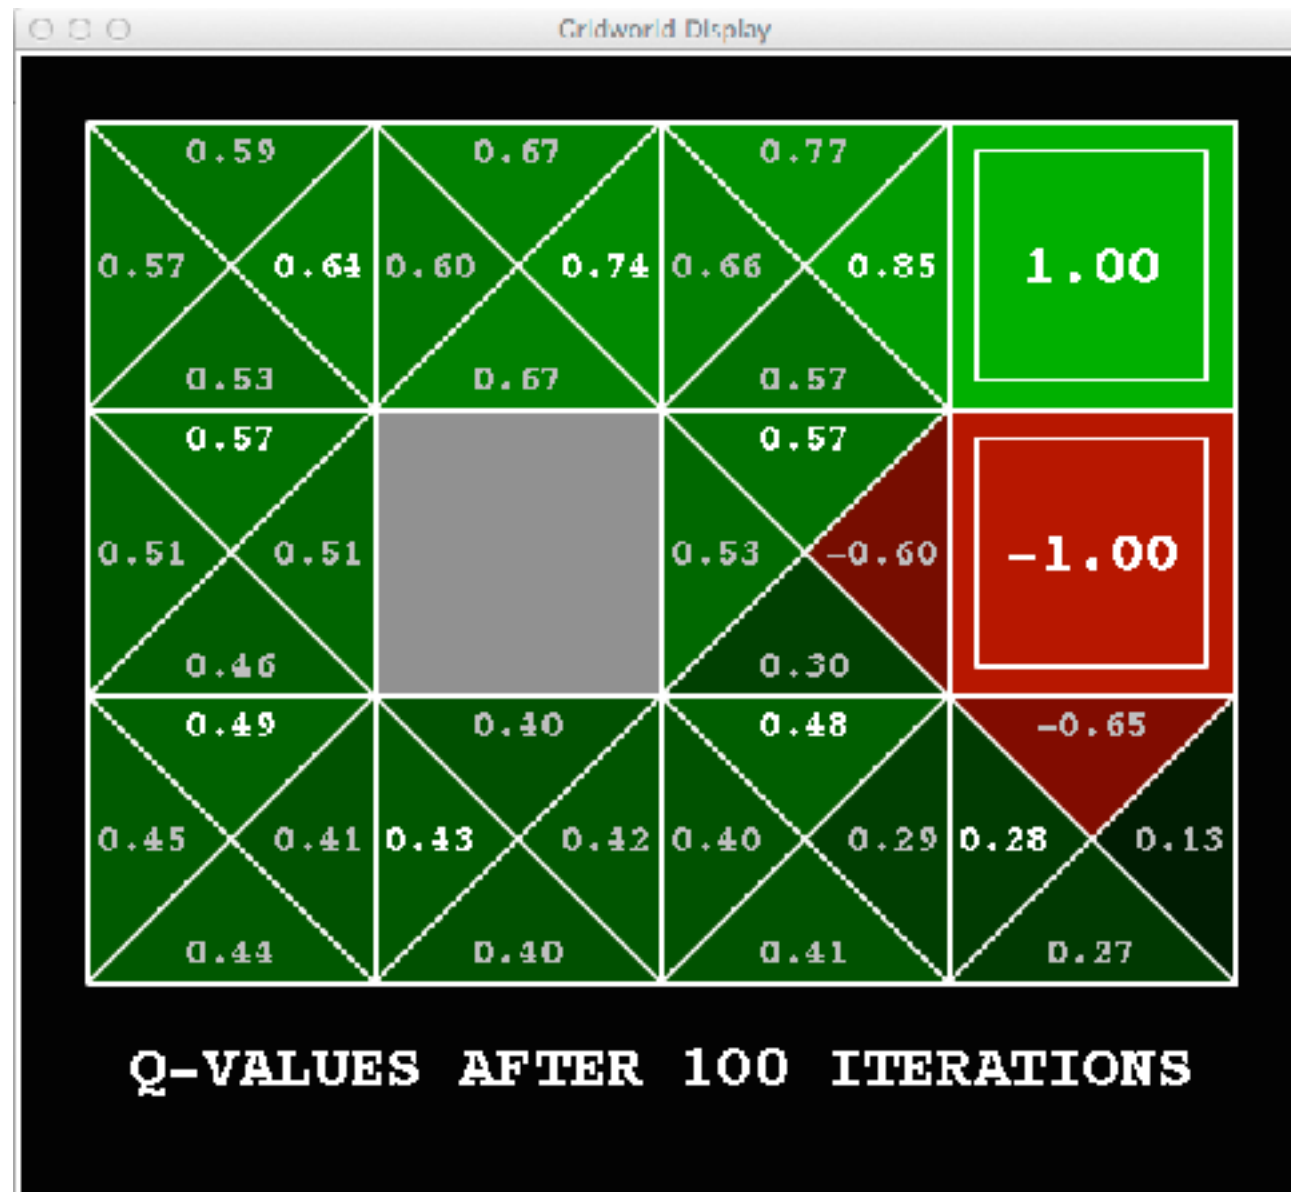 Gridworld Display
0.59 0.67 0.77
0.57 0.64 0.60 0.74 0.66 0.85 1.00
0.53 0.67 0.57
0.57 0.57
0.51 0.51 0.53 -0.60 -1.00
0.46 0.30
0.49 0.40 0.48 -0.65
0.45 0.41 0.43 0.42 0.40 0.29 0.28 0.13
0.44 0.40 0.41 0.27
Q-VALUES AFTER 100 ITERATIONS